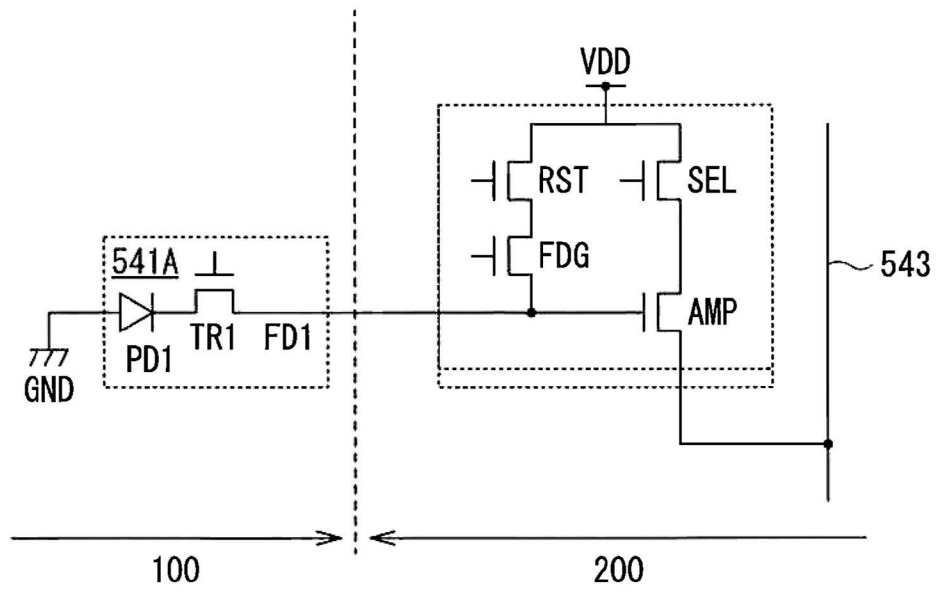 VDD
RST
SEL
541A
FDG
543
TR1
FD1
AMP
PD1
GND
100
200